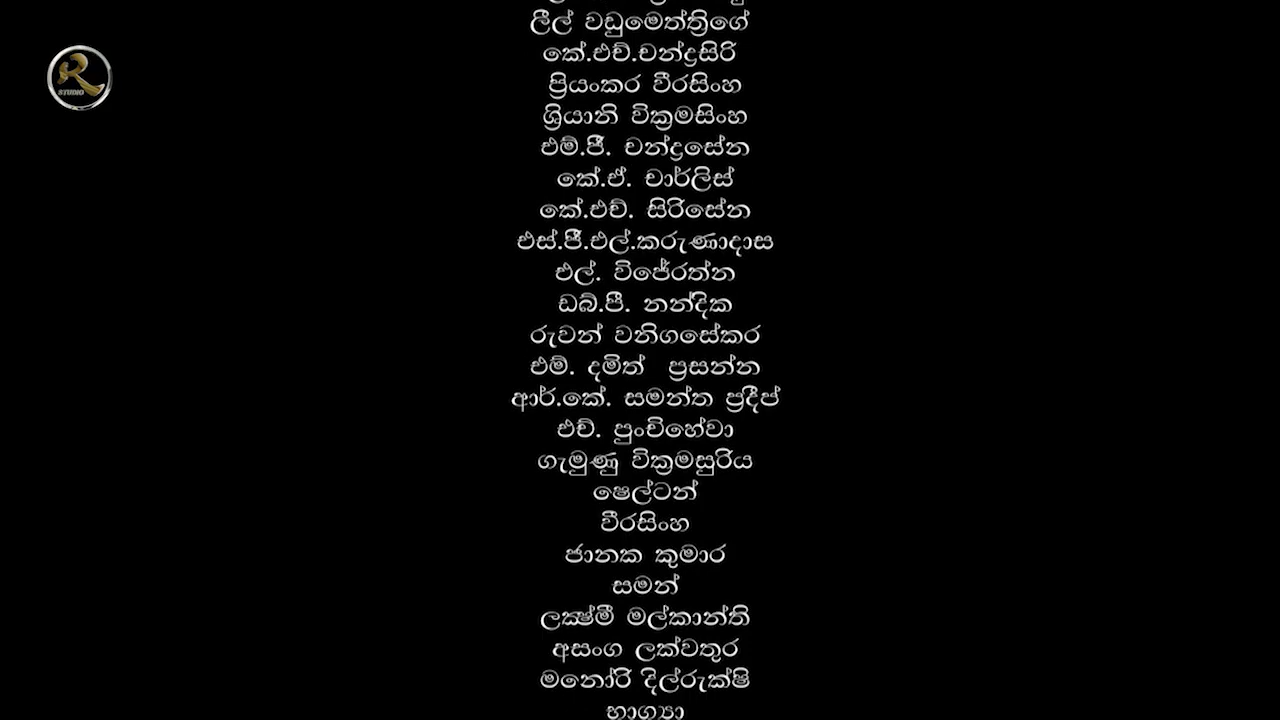 ලීල් වඩුමෙත්ත්‍රිගේ
කේ.එච්.චන්ද්‍රසිරි
ප්‍රියංකර වීරසිංහ
ශ්‍රියානි වික්‍රමසිංහ
එම්.පී. චන්ද්‍රසේන
කේ.ඒ. චාර්ලිස්
කේ.එච්. සිරිසේන
එස්.පී.එල්.කරුණාදාස
එල්. විජේරත්න
ඩබ්.පී. නන්දික
රුවන් වනිගසේකර
එම්. දමිත් ප්‍රසන්න
ආර්.කේ. සමන්ත ප්‍රදීප්
එච්. පුංචිහේවා
ගැමුණු වික්‍රමසුරිය
ෂෙල්ටන්
වීරසිංහ
ජානක කුමාර
සමන්
ලක්‍ෂ්මී මල්කාන්ති
අසංග ලක්වතුර
මනෝරි දිල්රුක්ෂි
භාග්‍යා
R
STUDIO